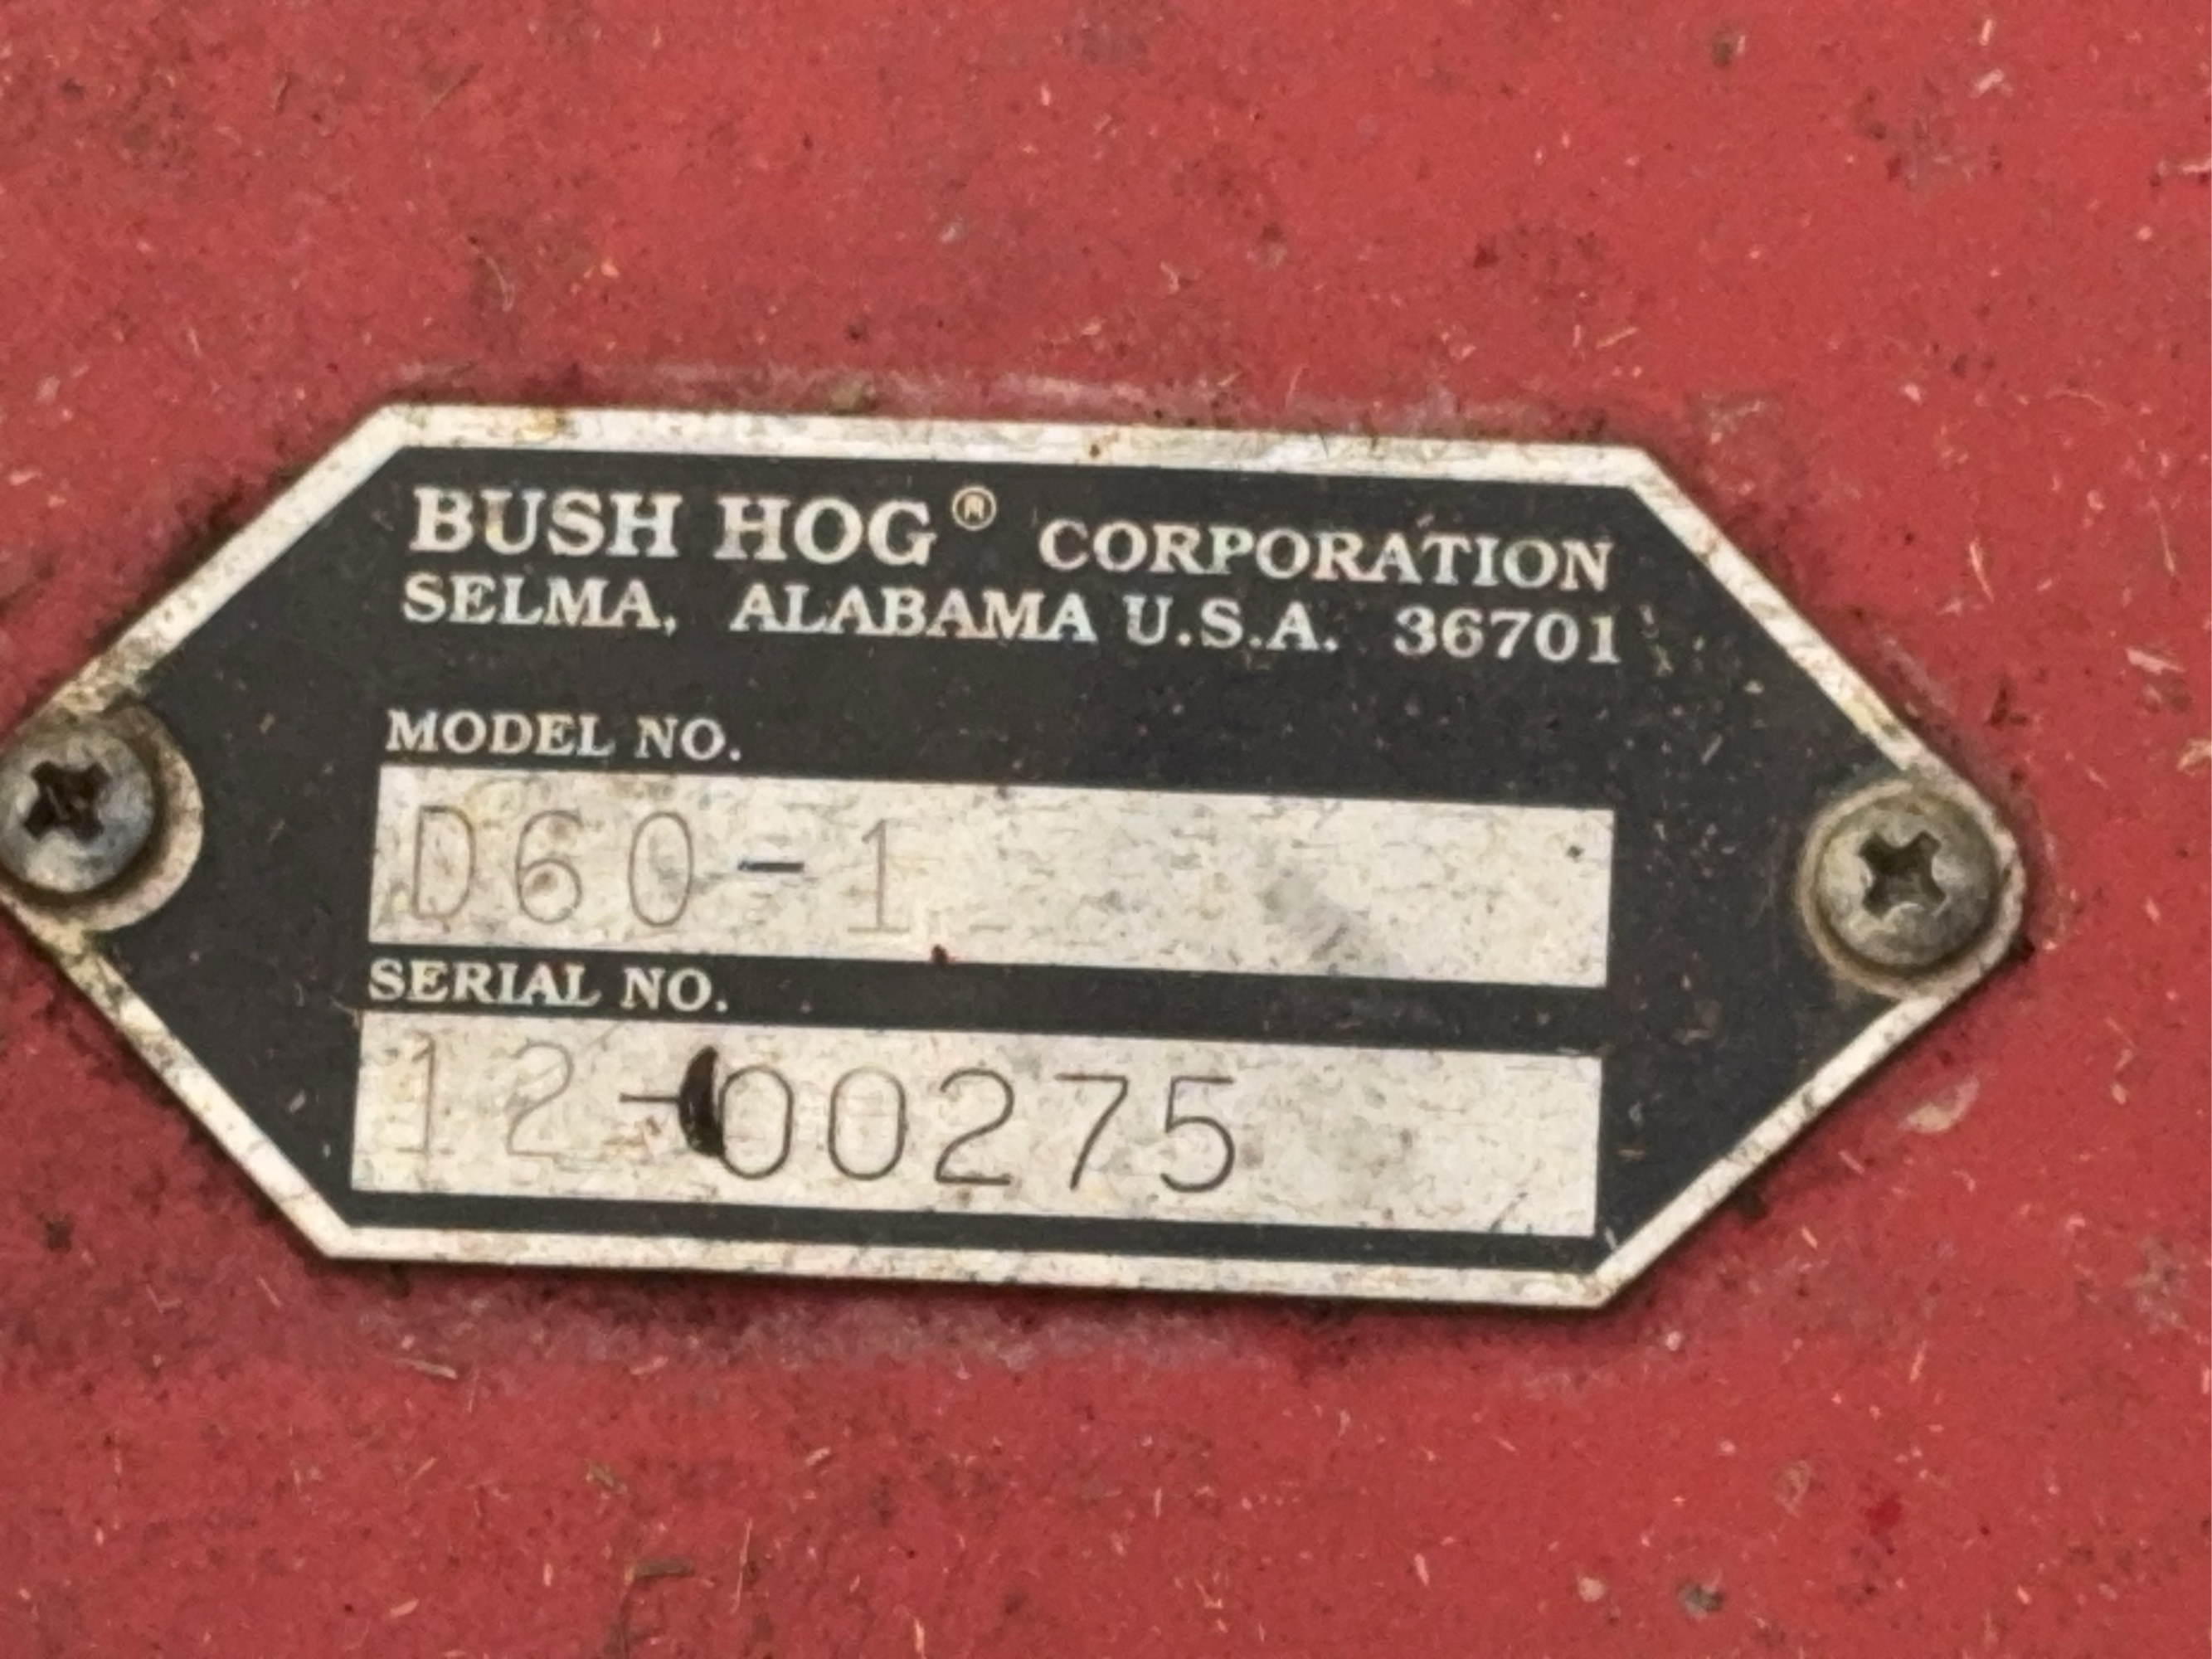 BUSH HOG® CORPORATION
SELMA, ALABAMA U.S.A. 36701
MODEL NO.
D60-1
SERIAL NO.
12-00275